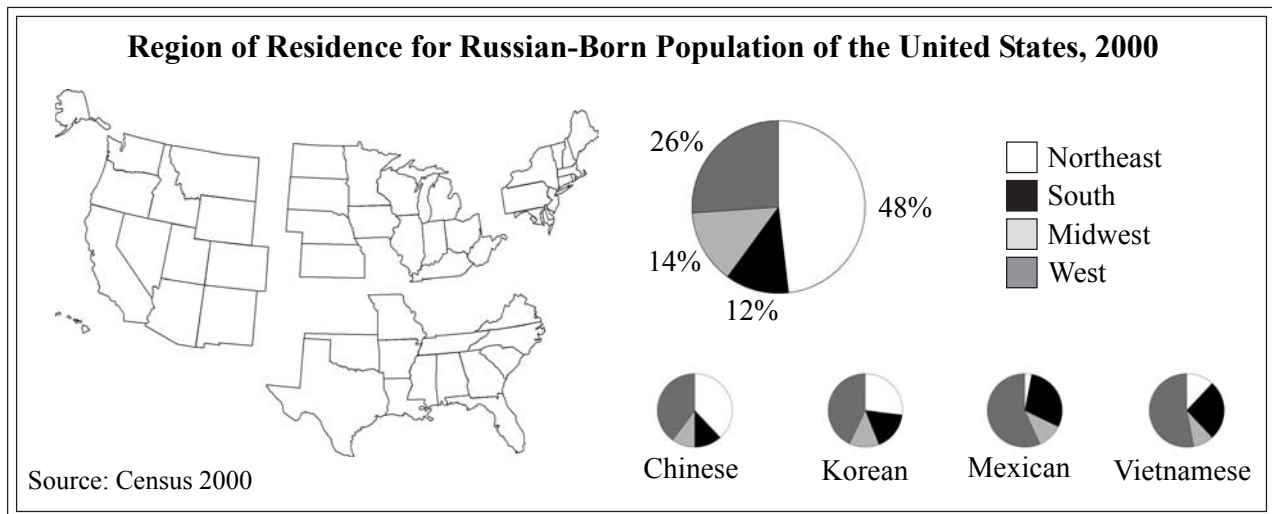 Region of Residence for Russian-Born Population of the United States, 2000
26%
48%
14%
12%
Northeast
South
Midwest
West
Chinese
Korean
Mexican
Vietnamese
Source: Census 2000